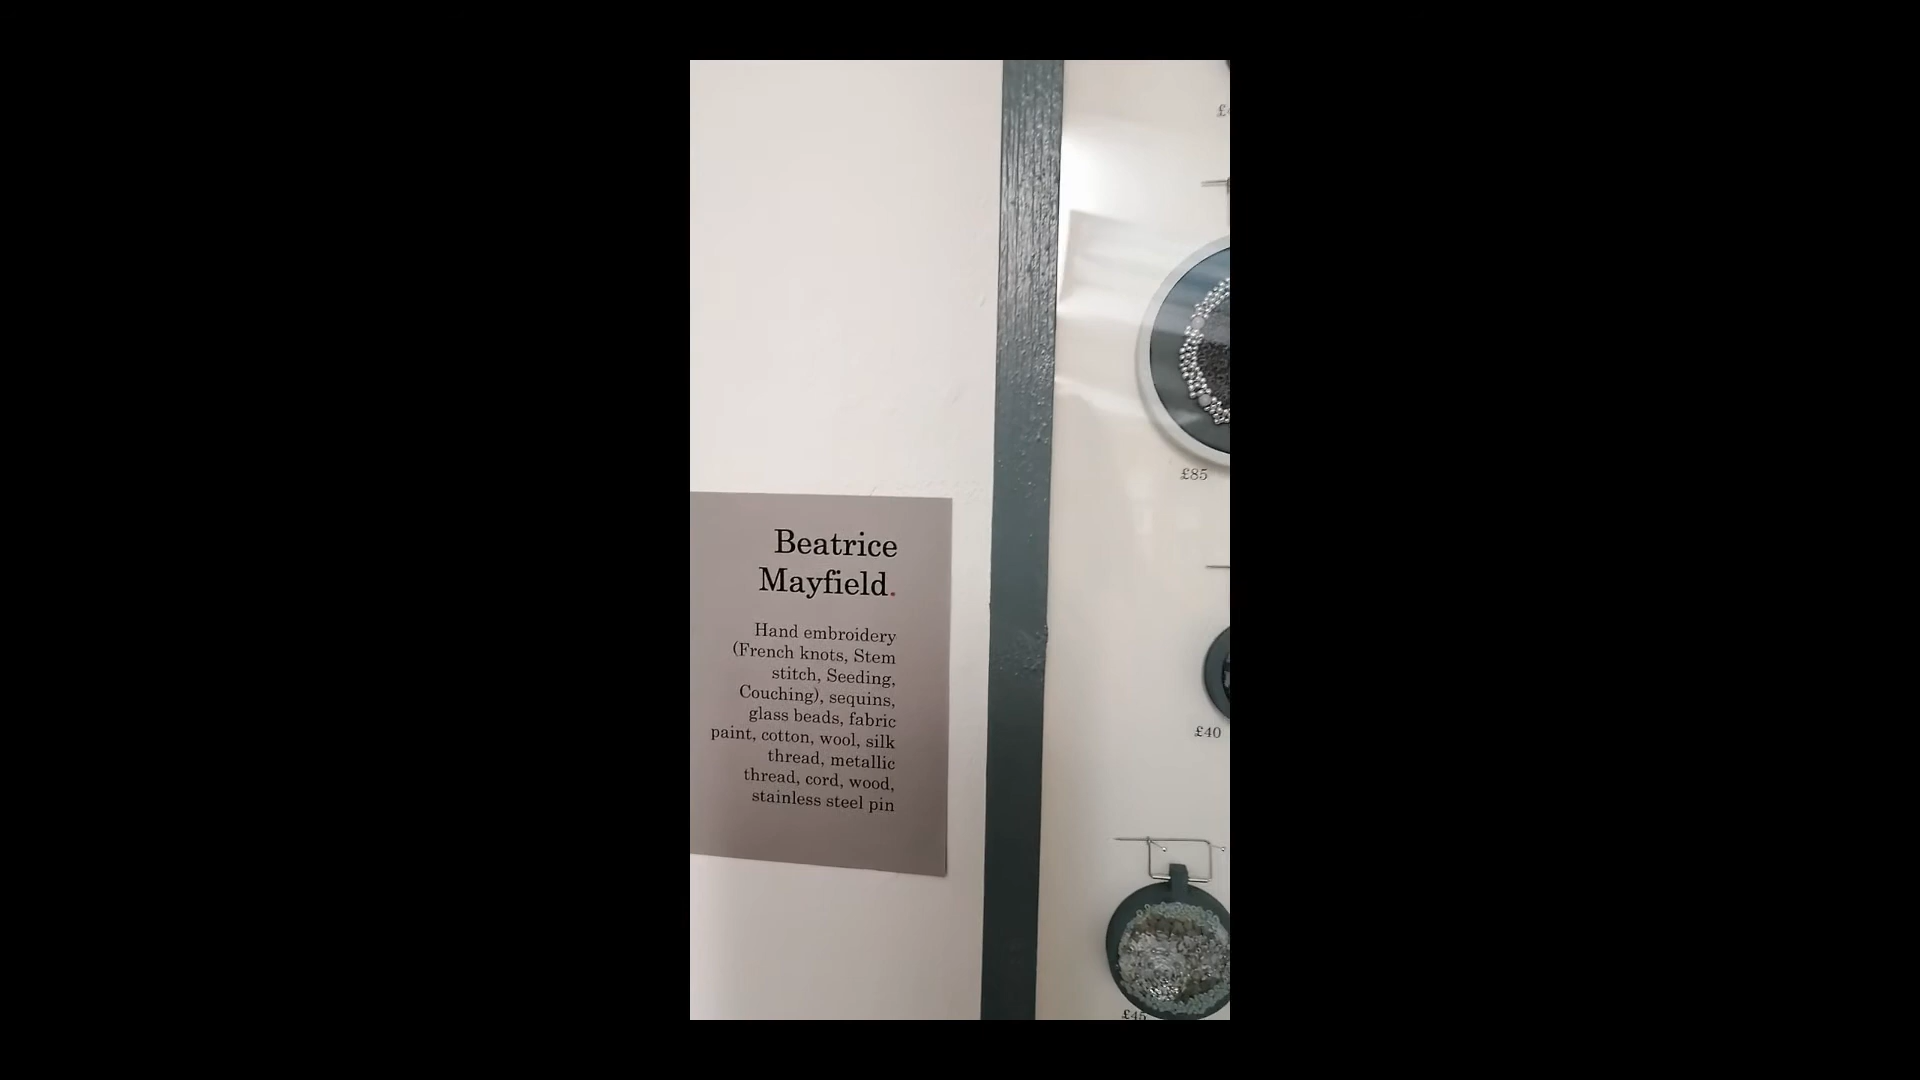 Beatrice
Mayfield.
Hand embroidery
(French knots, Stem
stitch, Seeding,
Couching), sequins,
glass beads, fabric
paint, cotton, wool, silk
thread, metallic
thread, cord, wood,
stainless steel pin
£85
£40
£45